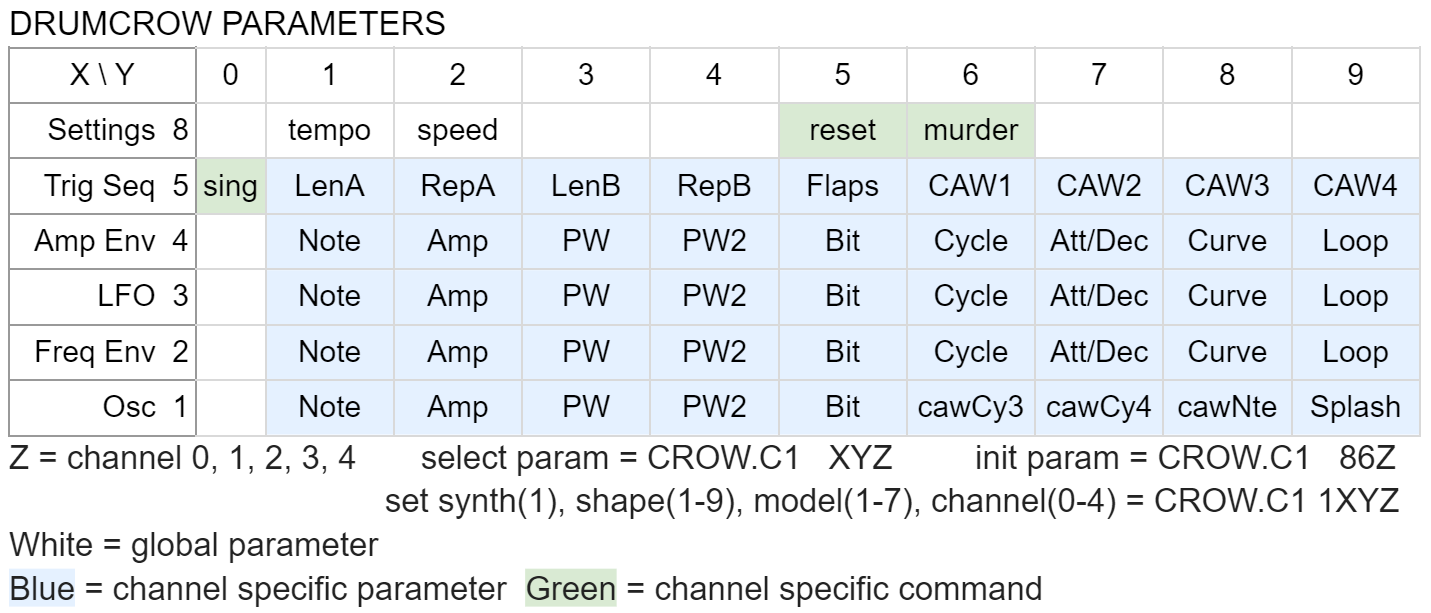 DRUMCROW PARAMETERS
X \ Y 0 1 2 3 4 5 6 7 8 9
Settings 8 tempo speed reset murder
Trig Seq 5 sing LenA RepA LenB RepB Flaps CAW1 CAW2 CAW3 CAW4
Amp Env 4 Note Amp PW PW2 Bit Cycle Att/Dec Curve Loop
LFO 3 Note Amp PW PW2 Bit Cycle Att/Dec Curve Loop
Freq Env 2 Note Amp PW PW2 Bit Cycle Att/Dec Curve Loop
Osc 1 Note Amp PW PW2 Bit cawCy3 cawCy4 cawNte Splash
Z = channel 0, 1, 2, 3, 4 select param = CROW.C1 XYZ init param = CROW.C1 86Z
set synth(1), shape(1-9), model(1-7), channel(0-4) = CROW.C1 1XYZ
White = global parameter
Blue = channel specific parameter Green = channel specific command